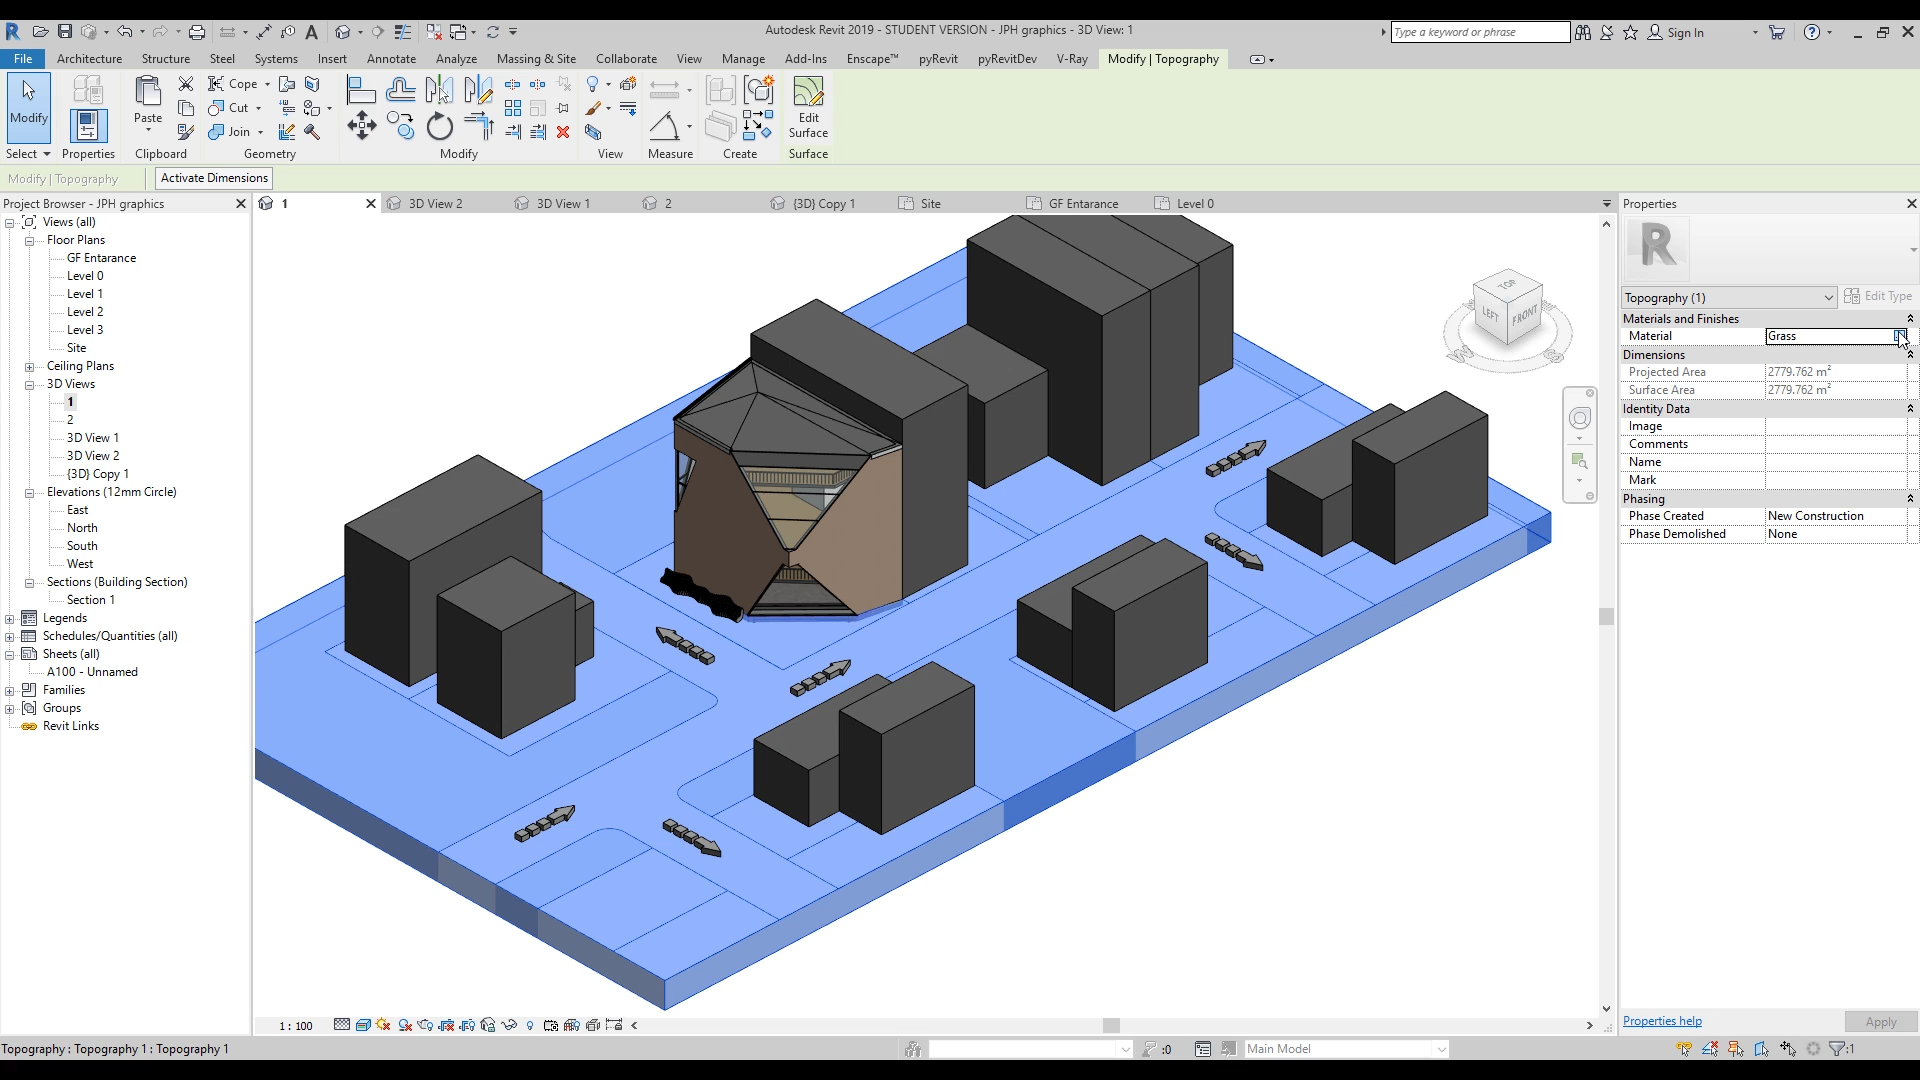 Autodesk Revit 2019 - STUDENT VERSION - JPH graphics - 3D View: 1
Type a keyword or phrase
Sign In
File Architecture Structure Steel Systems Insert Annotate Analyze Massing & Site Collaborate View Manage Add-Ins Enscape™ pyRevit pyRevitDev V-Ray Modify | Topography
Modify
Paste
Cope
Cut
Join
Edit
Surface
Select Properties Clipboard Geometry Modify View Measure Create Surface
Modify | Topography
Activate Dimensions
Project Browser - JPH graphics
1
3D View 2
3D View 1
2
{3D} Copy 1
Site
GF Entarance
Level 0
Properties
Views (all)
Floor Plans
GF Entarance
Level 0
Level 1
Level 2
Level 3
Site
Ceiling Plans
3D Views
1
2
3D View 1
3D View 2
{3D} Copy 1
Elevations (12mm Circle)
East
North
South
West
Sections (Building Section)
Section 1
Legends
Schedules/Quantities (all)
Sheets (all)
A100 - Unnamed
Families
Groups
Revit Links
TOP
LEFT
FRONT
W
S
Topography (1)
Edit Type
Materials and Finishes
Material Grass
Dimensions
Projected Area 2779.762 m²
Surface Area 2779.762 m²
Identity Data
Image
Comments
Name
Mark
Phasing
Phase Created New Construction
Phase Demolished None
Properties help
Apply
1 : 100
Topography : Topography 1 : Topography 1
:0
Main Model
:1